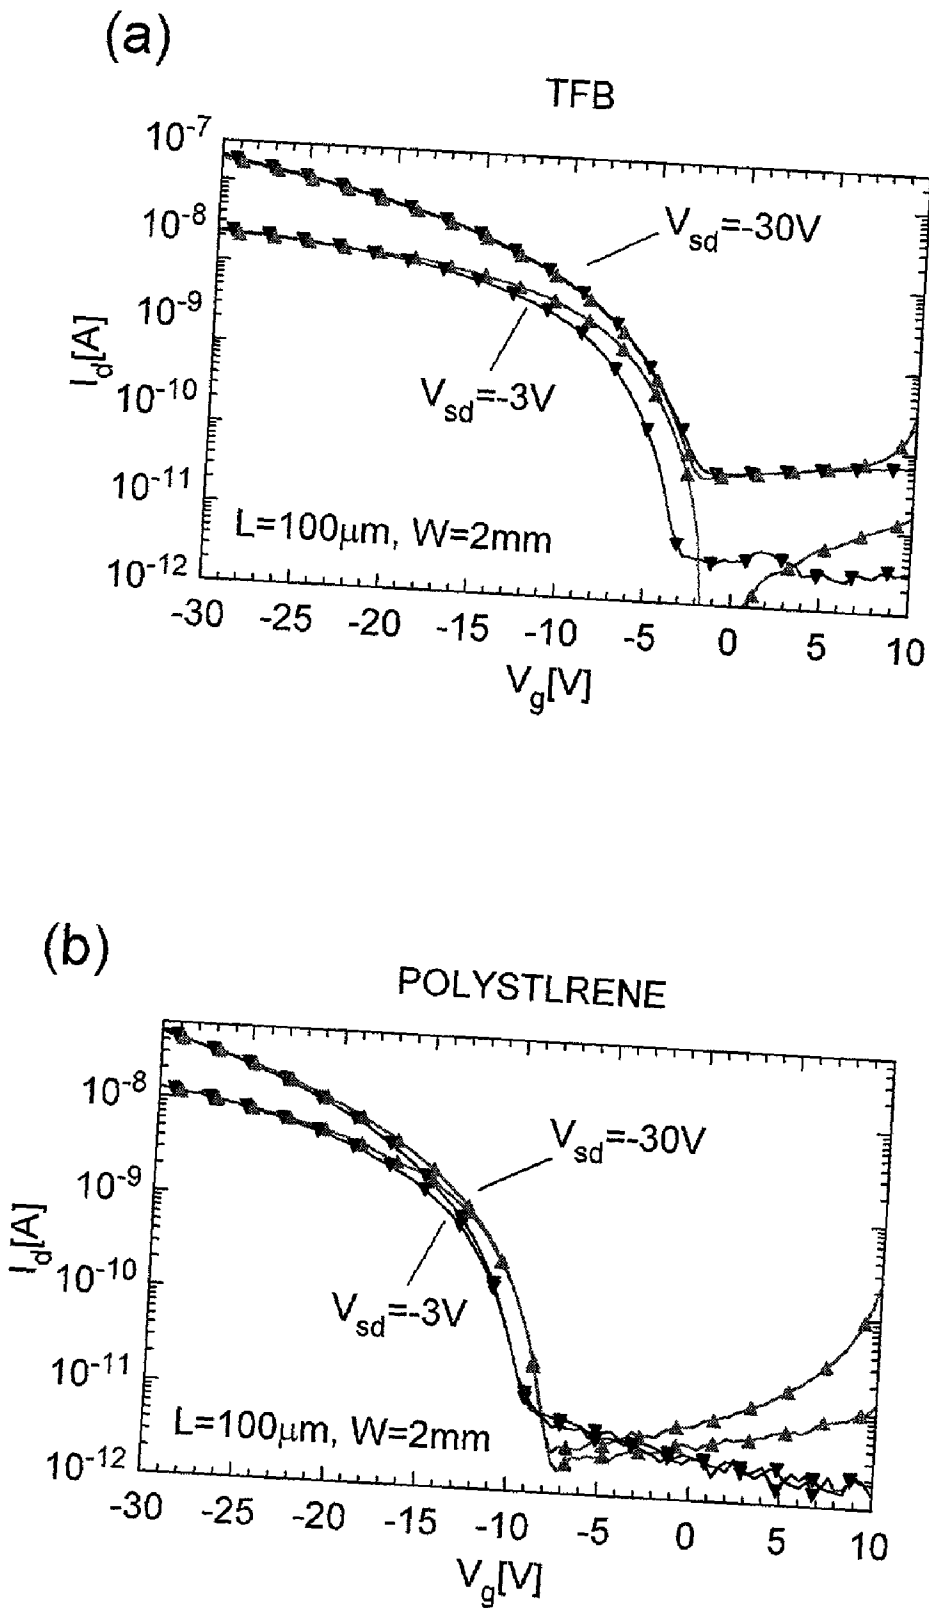 (a)
TFB
10-7
10-8
10-9
10-10
10-11
10-12
Id[A]
Vsd=-30V
Vsd=-3V
L=100μm, W=2mm
-30 -25 -20 -15 -10 -5 0 5 10
Vg[V]
(b)
POLYSTLRENE
10-8
10-9
10-10
10-11
10-12
Id[A]
Vsd=-30V
Vsd=-3V
L=100μm, W=2mm
-30 -25 -20 -15 -10 -5 0 5 10
Vg[V]